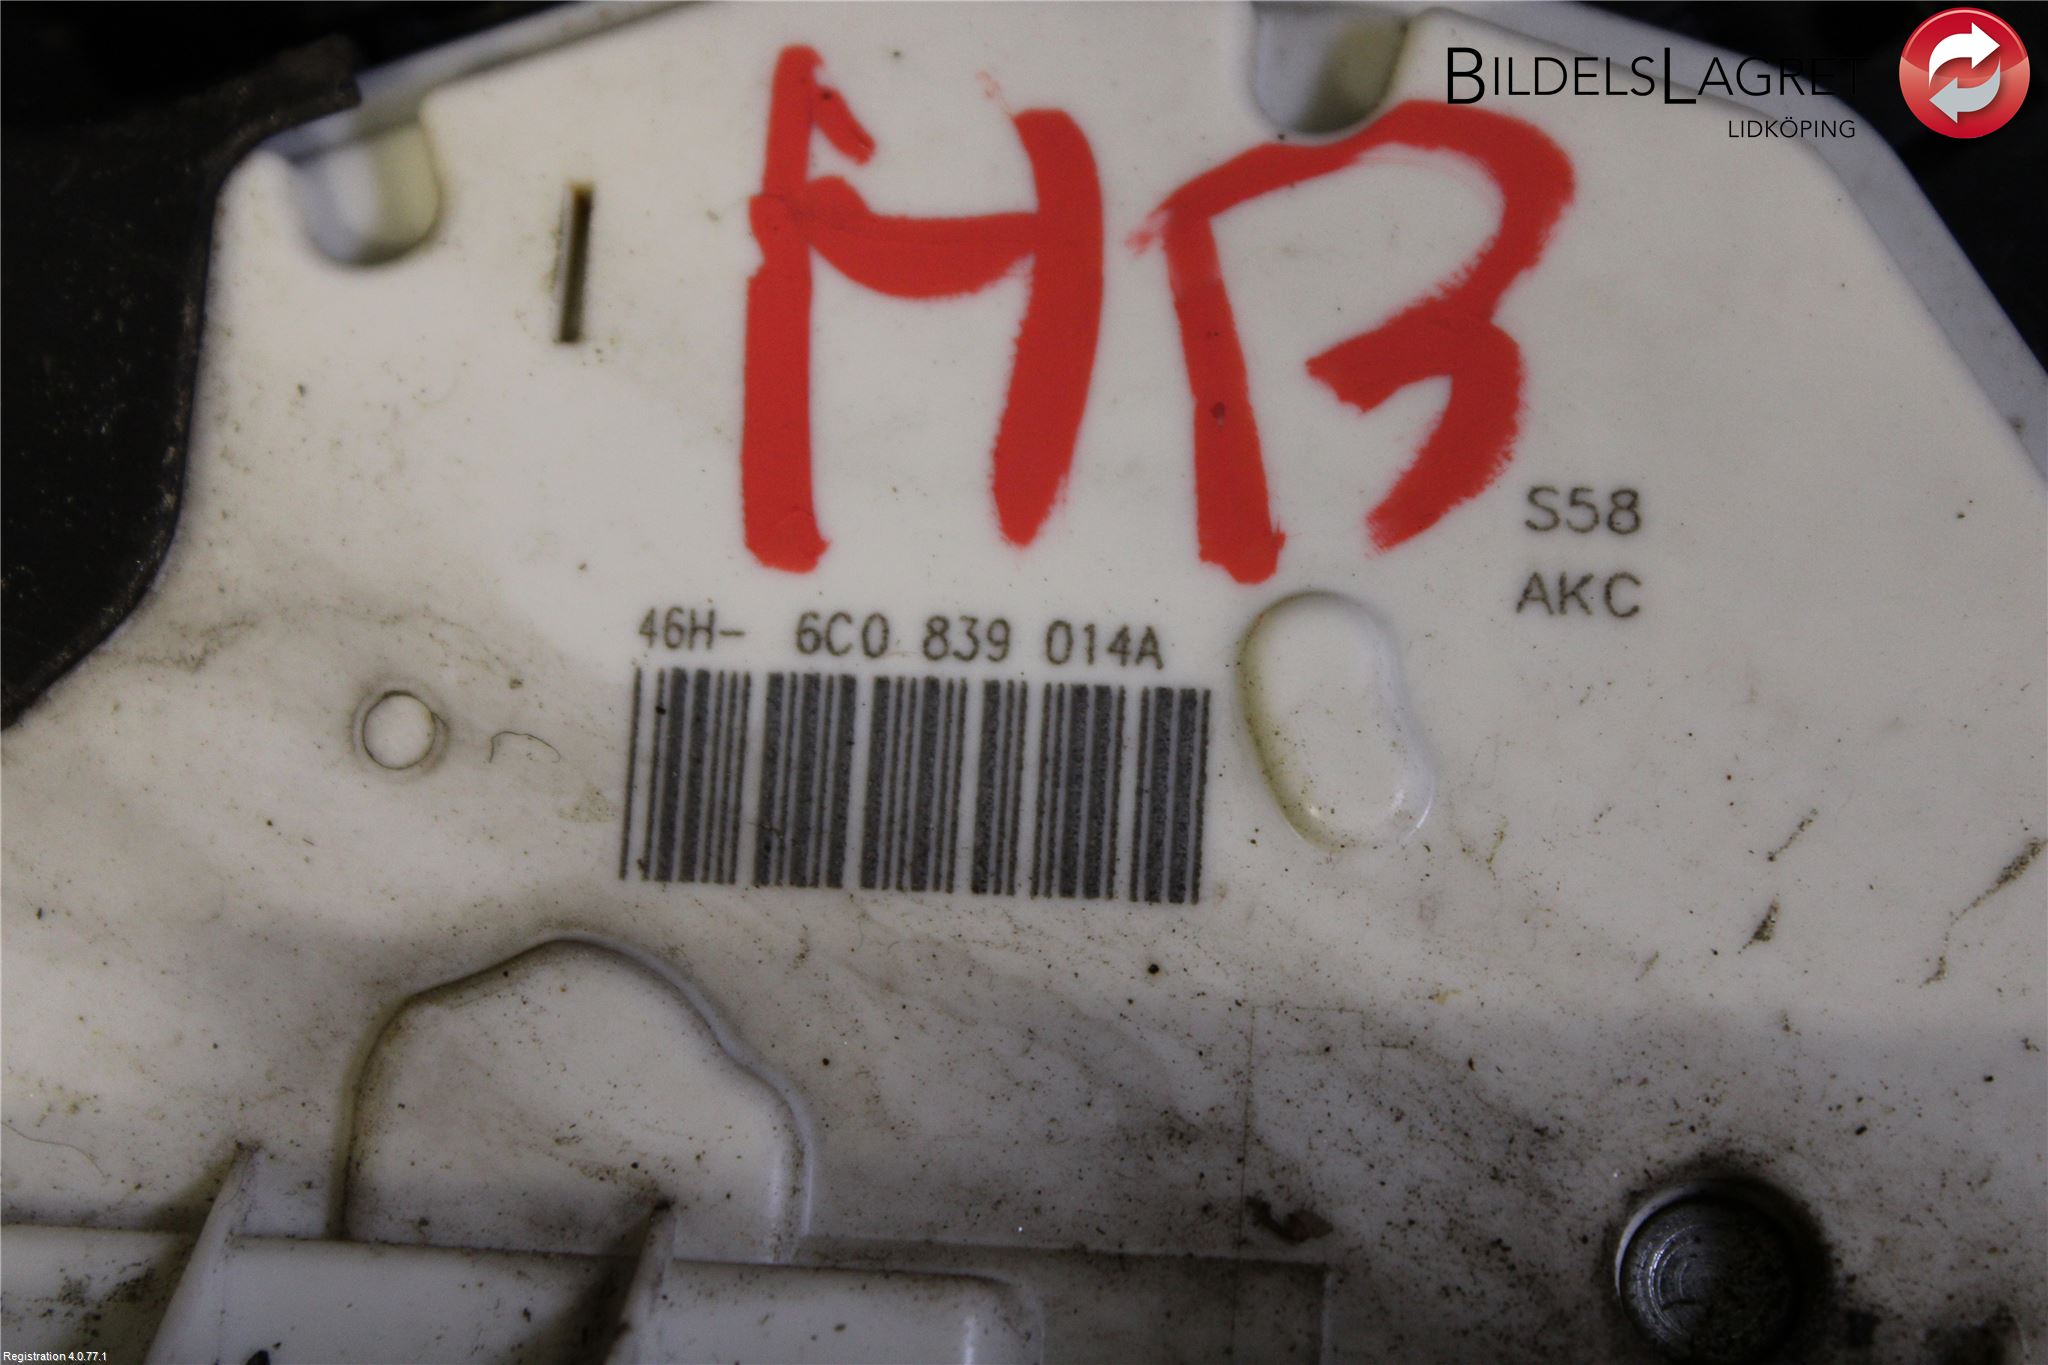 BILDELSLAGRET
LIDKÖPING
HB
S58
AKC
46H- 6C0 839 014A
Registration 4.0.77.1